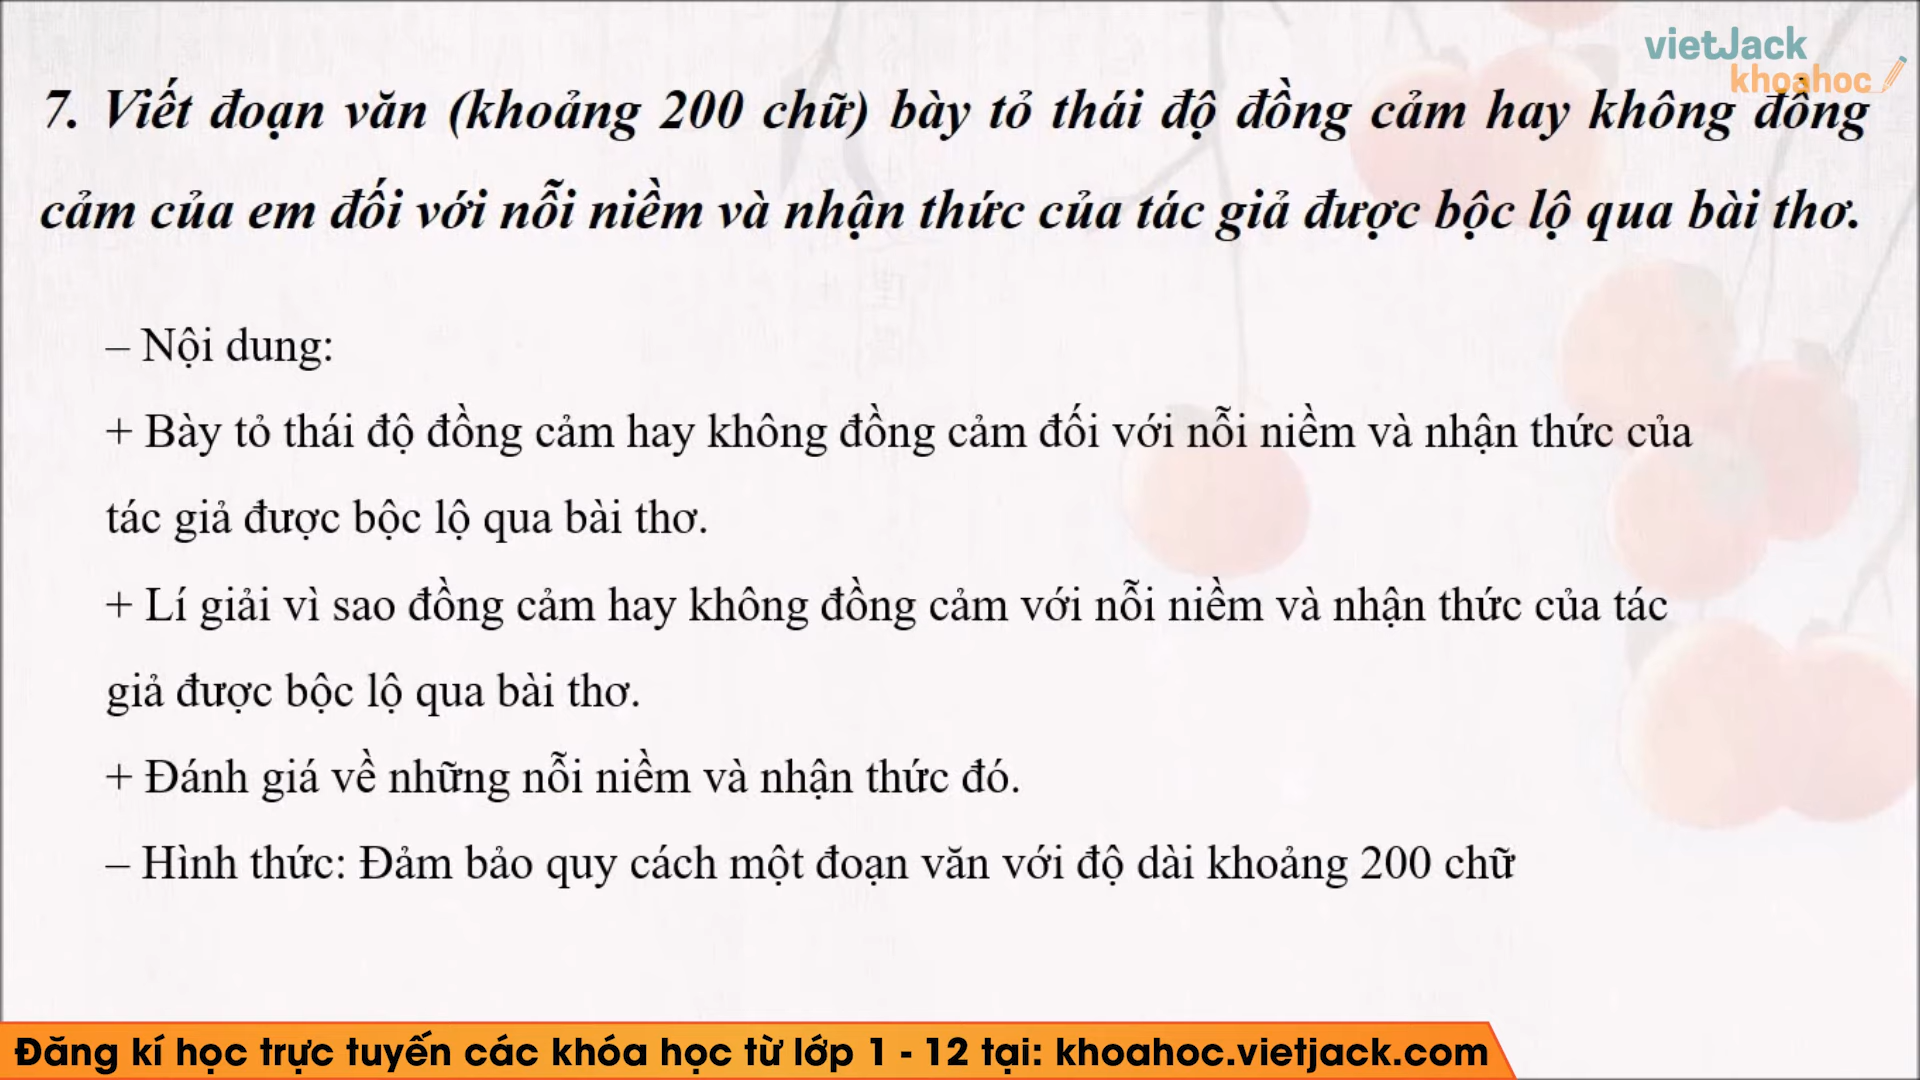 vietJack
khoahoc
7. Viết đoạn văn (khoảng 200 chữ) bày tỏ thái độ đồng cảm hay không đồng
cảm của em đối với nỗi niềm và nhận thức của tác giả được bộc lộ qua bài thơ.
– Nội dung:
+ Bày tỏ thái độ đồng cảm hay không đồng cảm đối với nỗi niềm và nhận thức của
tác giả được bộc lộ qua bài thơ.
+ Lí giải vì sao đồng cảm hay không đồng cảm với nỗi niềm và nhận thức của tác
giả được bộc lộ qua bài thơ.
+ Đánh giá về những nỗi niềm và nhận thức đó.
– Hình thức: Đảm bảo quy cách một đoạn văn với độ dài khoảng 200 chữ
Đăng kí học trực tuyến các khóa học từ lớp 1 - 12 tại: khoahoc.vietjack.com